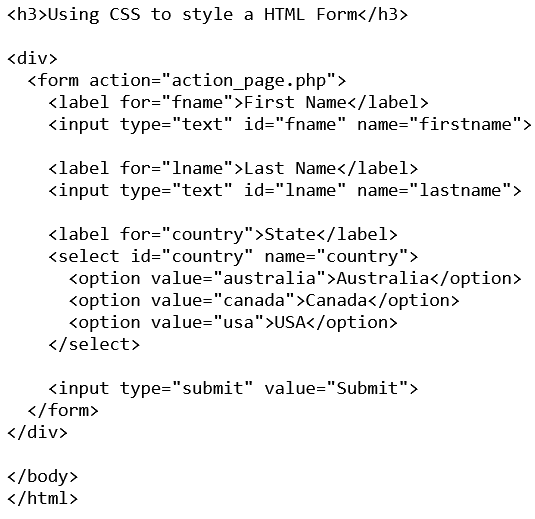 <h3>Using CSS to style a HTML Form</h3>
<div>
<form action="action_page.php">
<label for="fname">First Name</label>
<input type="text" id="fname" name="firstname">
<label for="lname">Last Name</label>
<input type="text" id="lname" name="lastname">
<label for="country">State</label>
<select id="country" name="country">
<option value="australia">Australia</option>
<option value="canada">Canada</option>
<option value="usa">USA</option>
</select>
<input type="submit" value="Submit">
</form>
</div>
</body>
</html>